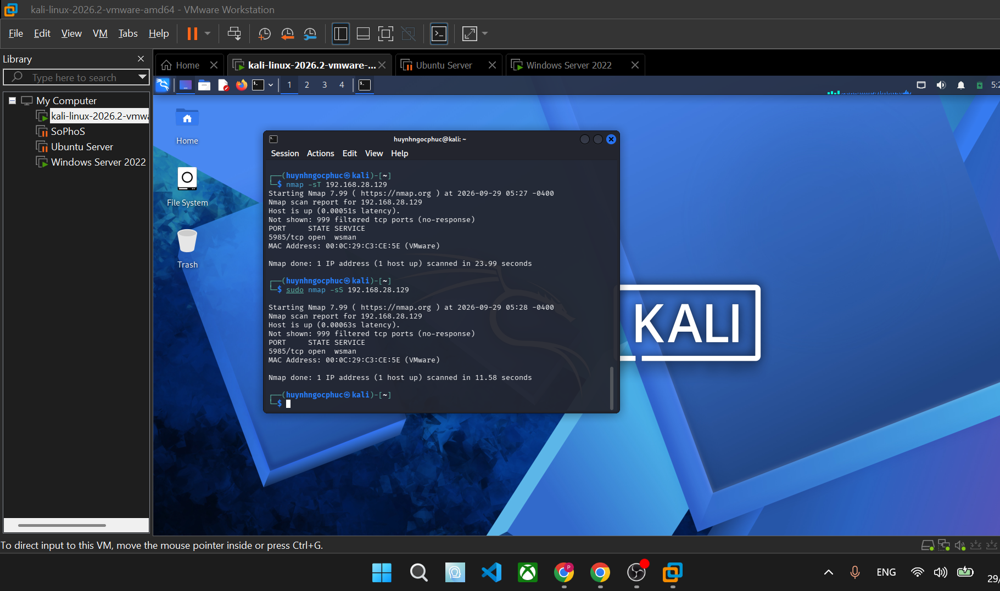 kali-linux-2026.2-vmware-amd64 - VMware Workstation
File Edit View VM Tabs Help
Library
Type here to search
My Computer
kali-linux-2026.2-vmwa
SoPhoS
Ubuntu Server
Windows Server 2022
Home
kali-linux-2026.2-vmware-...
Ubuntu Server
Windows Server 2022
1 2 3 4
5:2
Home
File System
Trash
huynhngocphuc@kali: ~
Session Actions Edit View Help
┌──(huynhngocphuc㉿kali)-[~]
└─$ nmap -sT 192.168.28.129
Starting Nmap 7.99 ( https://nmap.org ) at 2026-09-29 05:27 -0400
Nmap scan report for 192.168.28.129
Host is up (0.00051s latency).
Not shown: 999 filtered tcp ports (no-response)
PORT     STATE SERVICE
5985/tcp open  wsman
MAC Address: 00:0C:29:C3:CE:5E (VMware)
Nmap done: 1 IP address (1 host up) scanned in 23.99 seconds
┌──(huynhngocphuc㉿kali)-[~]
└─$ sudo nmap -sS 192.168.28.129
Starting Nmap 7.99 ( https://nmap.org ) at 2026-09-29 05:28 -0400
Nmap scan report for 192.168.28.129
Host is up (0.00063s latency).
Not shown: 999 filtered tcp ports (no-response)
PORT     STATE SERVICE
5985/tcp open  wsman
MAC Address: 00:0C:29:C3:CE:5E (VMware)
Nmap done: 1 IP address (1 host up) scanned in 11.58 seconds
┌──(huynhngocphuc㉿kali)-[~]
└─$
KALI
To direct input to this VM, move the mouse pointer inside or press Ctrl+G.
P
ENG
29/